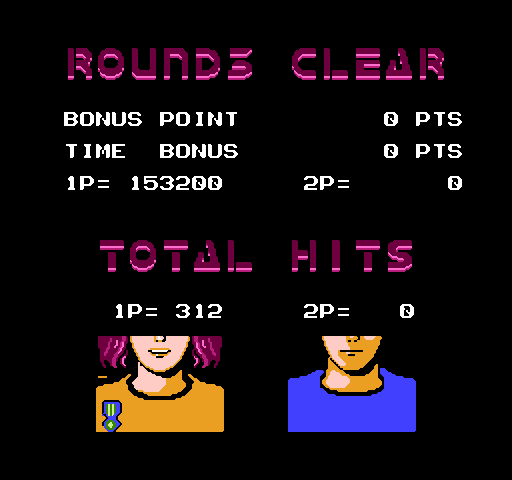 ROUND3 CLEAR
BONUS POINT 0 PTS
TIME BONUS 0 PTS
1P= 153200 2P= 0
TOTAL HITS
1P= 312 2P= 0